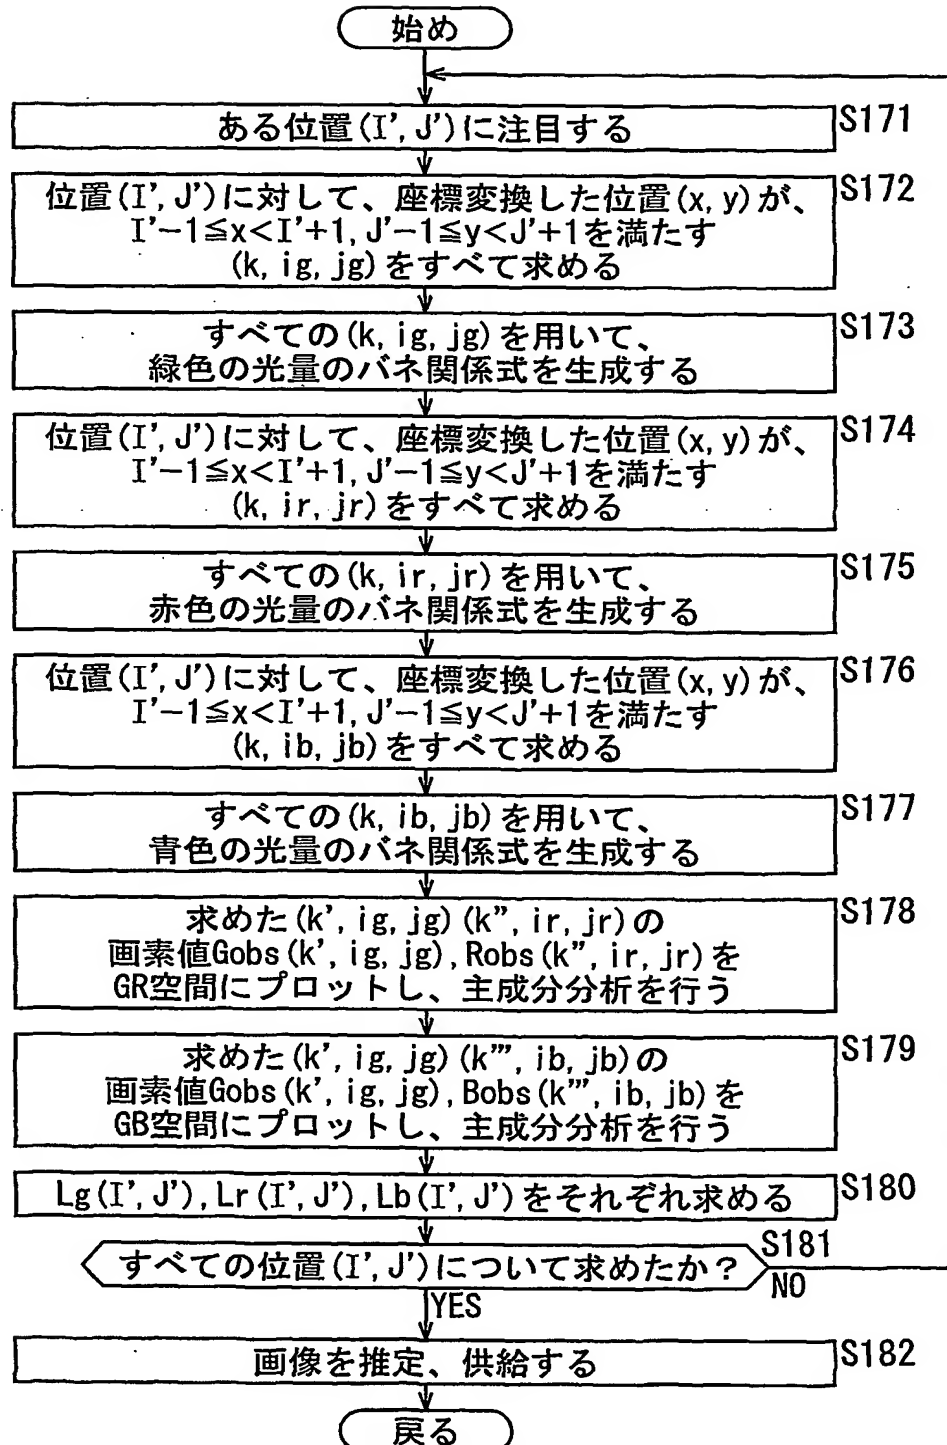 始め
ある位置(I',J')に注目する
S171
位置(I',J')に対して、座標変換した位置(x,y)が、
S172
I'−1≦x<I'+1,J'−1≦y<J'+1を満たす
(k,ig,jg)をすべて求める
すべての(k,ig,jg)を用いて、
S173
緑色の光量のバネ関係式を生成する
位置(I',J')に対して、座標変換した位置(x,y)が、
S174
I'−1≦x<I'+1,J'−1≦y<J'+1を満たす
(k,ir,jr)をすべて求める
すべての(k,ir,jr)を用いて、
S175
赤色の光量のバネ関係式を生成する
位置(I',J')に対して、座標変換した位置(x,y)が、
S176
I'−1≦x<I'+1,J'−1≦y<J'+1を満たす
(k,ib,jb)をすべて求める
すべての(k,ib,jb)を用いて、
S177
青色の光量のバネ関係式を生成する
求めた(k',ig,jg)(k",ir,jr)の
S178
画素値Gobs(k',ig,jg),Robs(k",ir,jr)を
GR空間にプロットし、主成分分析を行う
求めた(k',ig,jg)(k"',ib,jb)の
S179
画素値Gobs(k',ig,jg),Bobs(k"',ib,jb)を
GB空間にプロットし、主成分分析を行う
Lg(I',J'),Lr(I',J'),Lb(I',J')をそれぞれ求める
S180
すべての位置(I',J')について求めたか？
S181
NO
YES
画像を推定、供給する
S182
戻る